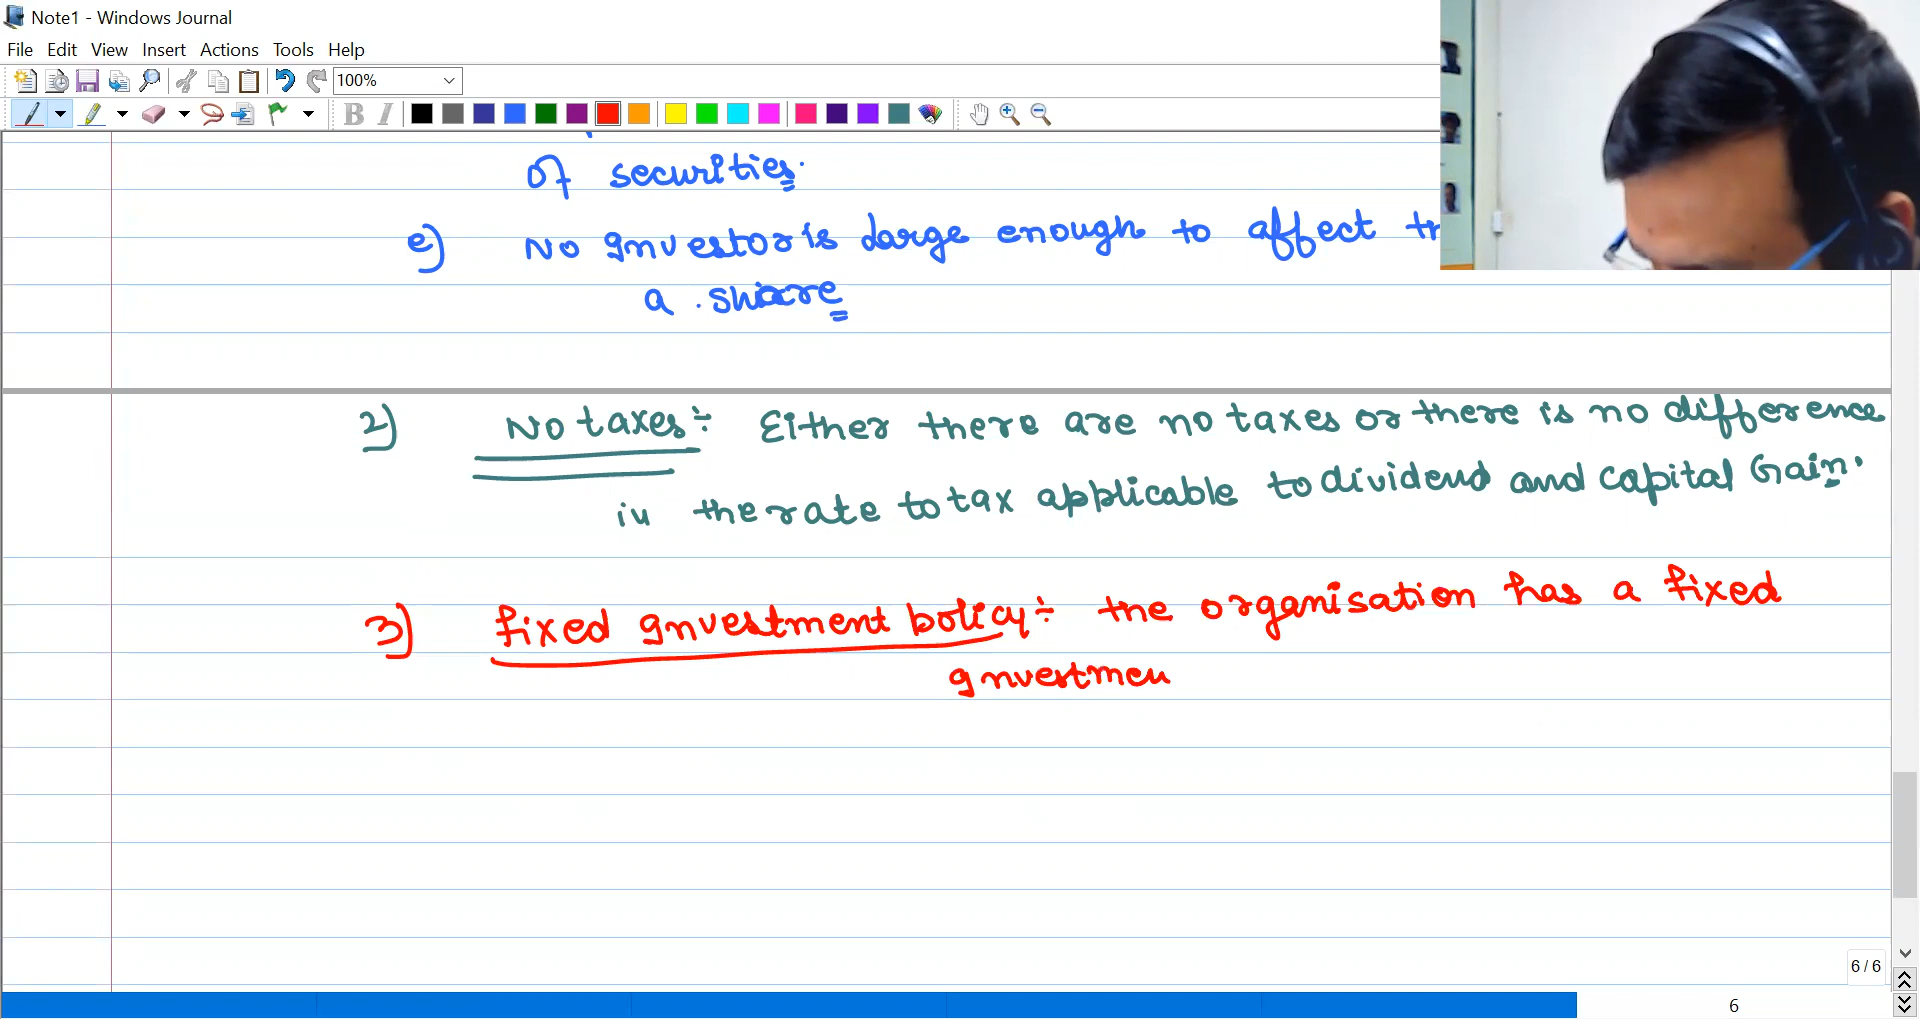 Note1 - Windows Journal
File Edit View Insert Actions Tools Help
100%
B I
of securities.
e) No Investor is large enough to affect
a share
2) No taxes :- Either there are no taxes or there is no difference
in the rate to tax applicable to dividend and capital Gain.
3) fixed Investment policy :- the organisation has a fixed
Investmen
6 / 6
6